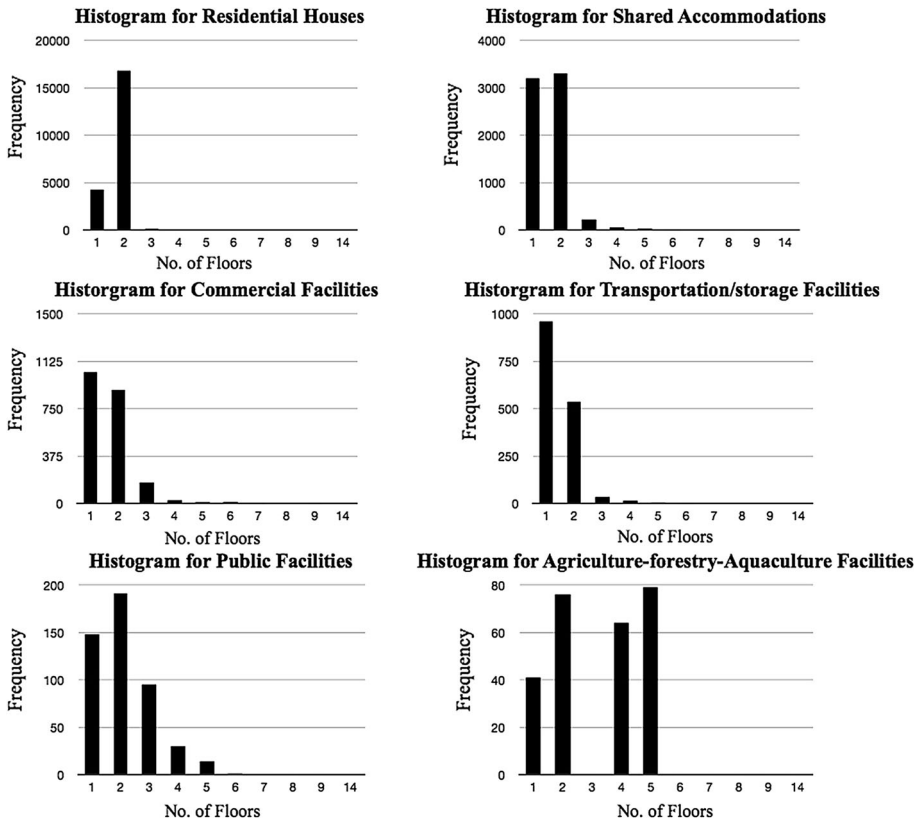 Histogram for Residential Houses
20000
15000
10000
5000
0
Frequency
1 2 3 4 5 6 7 8 9 14
No. of Floors
Histogram for Shared Accommodations
4000
3000
2000
1000
0
Frequency
1 2 3 4 5 6 7 8 9 14
No. of Floors
Historgram for Commercial Facilities
1500
1125
750
375
0
Frequency
1 2 3 4 5 6 7 8 9 14
No. of Floors
Historgram for Transportation/storage Facilities
1000
750
500
250
0
Frequency
1 2 3 4 5 6 7 8 9 14
No. of Floors
Histogram for Public Facilities
200
150
100
50
0
Frequency
1 2 3 4 5 6 7 8 9 14
No. of Floors
Histogram for Agriculture-forestry-Aquaculture Facilities
80
60
40
20
0
Frequency
1 2 3 4 5 6 7 8 9 14
No. of Floors